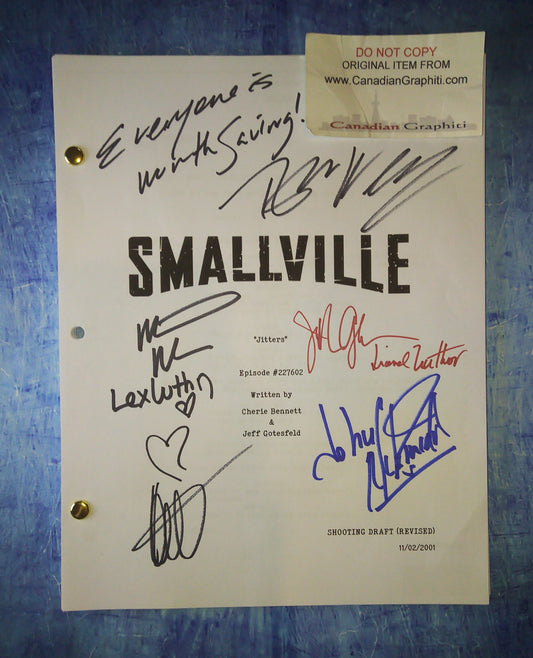 DO NOT COPY
ORIGINAL ITEM FROM
www.CanadianGraphiti.com
Canadian Graphiti
Everyone is
worth Saving!
SMALLVILLE
"Jitters"
Episode #227602
Written by
Cherie Bennett
&
Jeff Gotesfeld
Lex Luthor
Lionel Luthor
John
SHOOTING DRAFT (REVISED)
11/02/2001